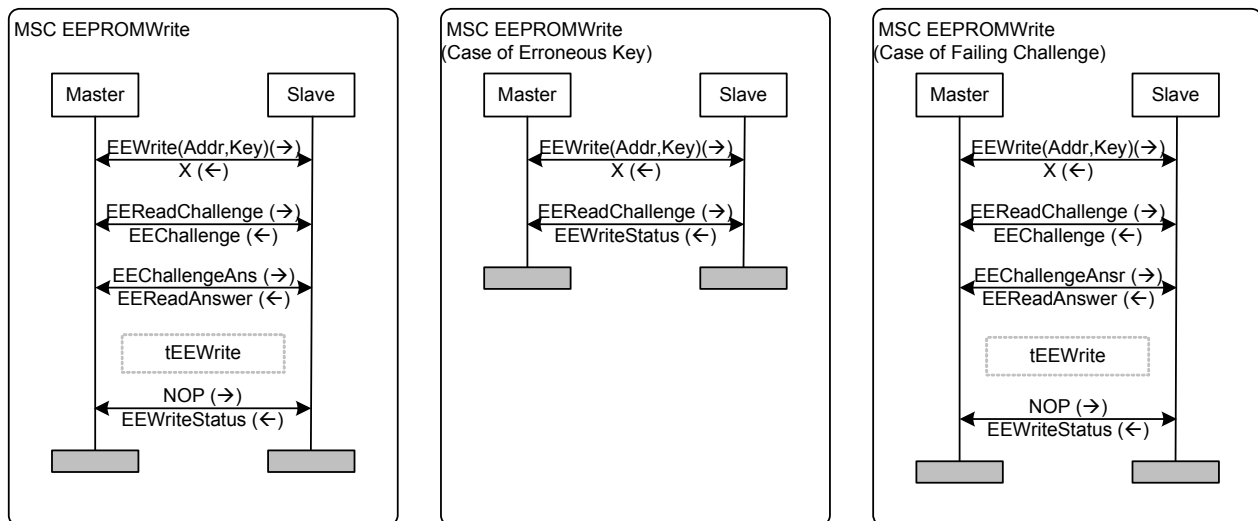 MSC EEPROMWrite
Master
Slave
EEWrite(Addr,Key)(→)
X (←)
EEReadChallenge (→)
EEChallenge (←)
EEChallengeAns (→)
EEReadAnswer (←)
tEEWrite
NOP (→)
EEWriteStatus (←)
MSC EEPROMWrite
(Case of Erroneous Key)
Master
Slave
EEWrite(Addr,Key)(→)
X (←)
EEReadChallenge (→)
EEWriteStatus (←)
MSC EEPROMWrite
(Case of Failing Challenge)
Master
Slave
EEWrite(Addr,Key)(→)
X (←)
EEReadChallenge (→)
EEChallenge (←)
EEChallengeAnsr (→)
EEReadAnswer (←)
tEEWrite
NOP (→)
EEWriteStatus (←)